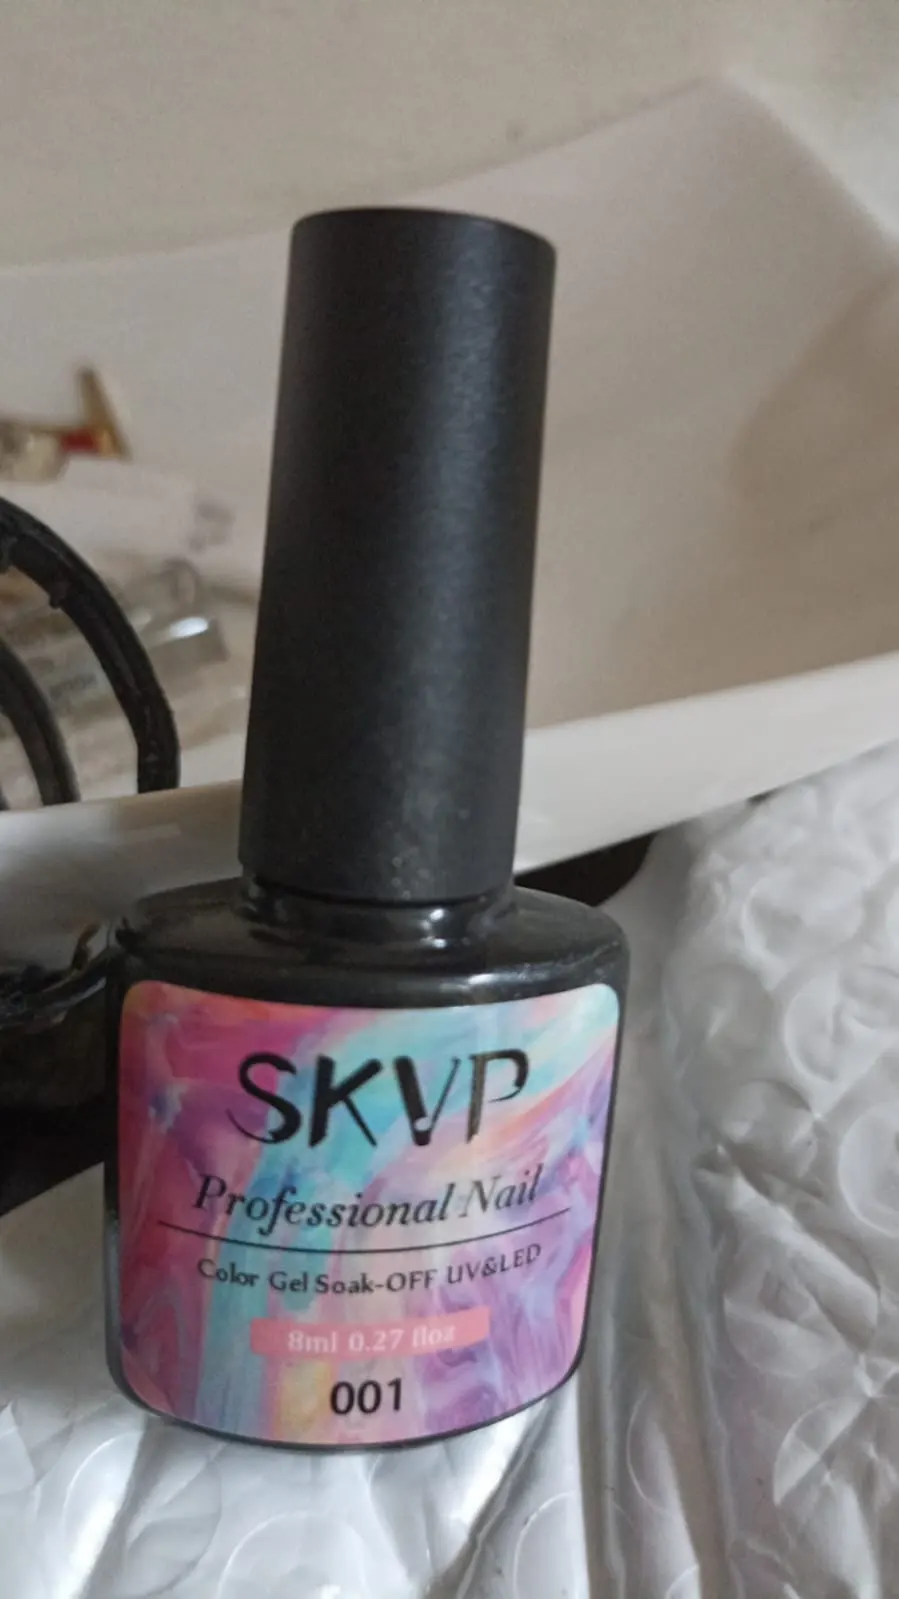 SKVP
Professional Nail
Color Gel Soak-OFF UV&LED
8ml 0.27 floz
001